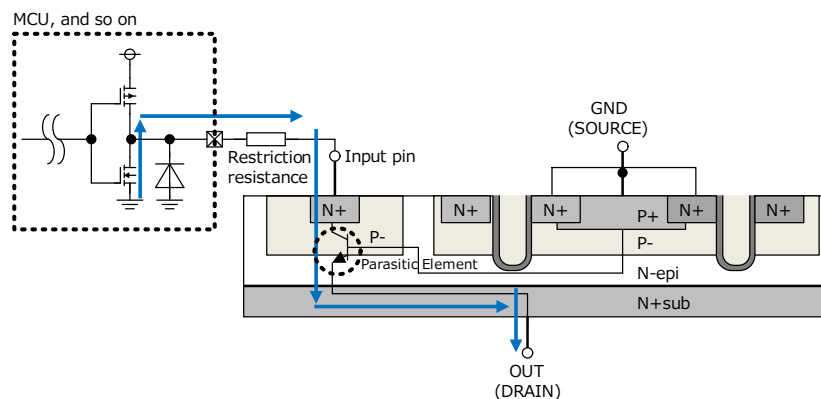 MCU, and so on
GND
(SOURCE)
Restriction
resistance
Input pin
N+
N+
N+
P+
N+
N+
P-
P-
Parasitic Element
N-epi
N+sub
OUT
(DRAIN)